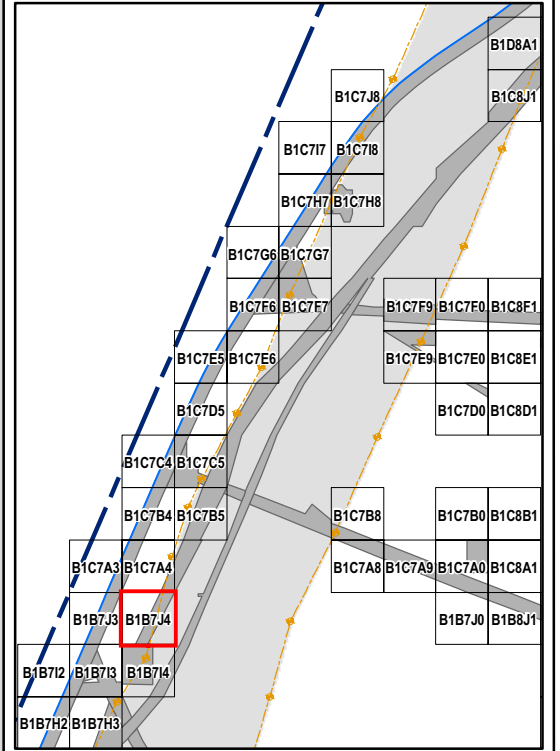 B1D8A1
B1C7J8 B1C8J1
B1C7I7 B1C7I8
B1C7H7 B1C7H8
B1C7G6 B1C7G7
B1C7F6 B1C7F7 B1C7F9 B1C7F0 B1C8F1
B1C7E5 B1C7E6 B1C7E9 B1C7E0 B1C8E1
B1C7D5 B1C7D0 B1C8D1
B1C7C4 B1C7C5
B1C7B4 B1C7B5 B1C7B8 B1C7B0 B1C8B1
B1C7A3 B1C7A4 B1C7A8 B1C7A9 B1C7A0 B1C8A1
B1B7J3 B1B7J4 B1B7J0 B1B8J1
B1B7I2 B1B7I3 B1B7I4
B1B7H2 B1B7H3